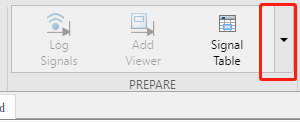 Log Signals
Add Viewer
Signal Table
PREPARE
d